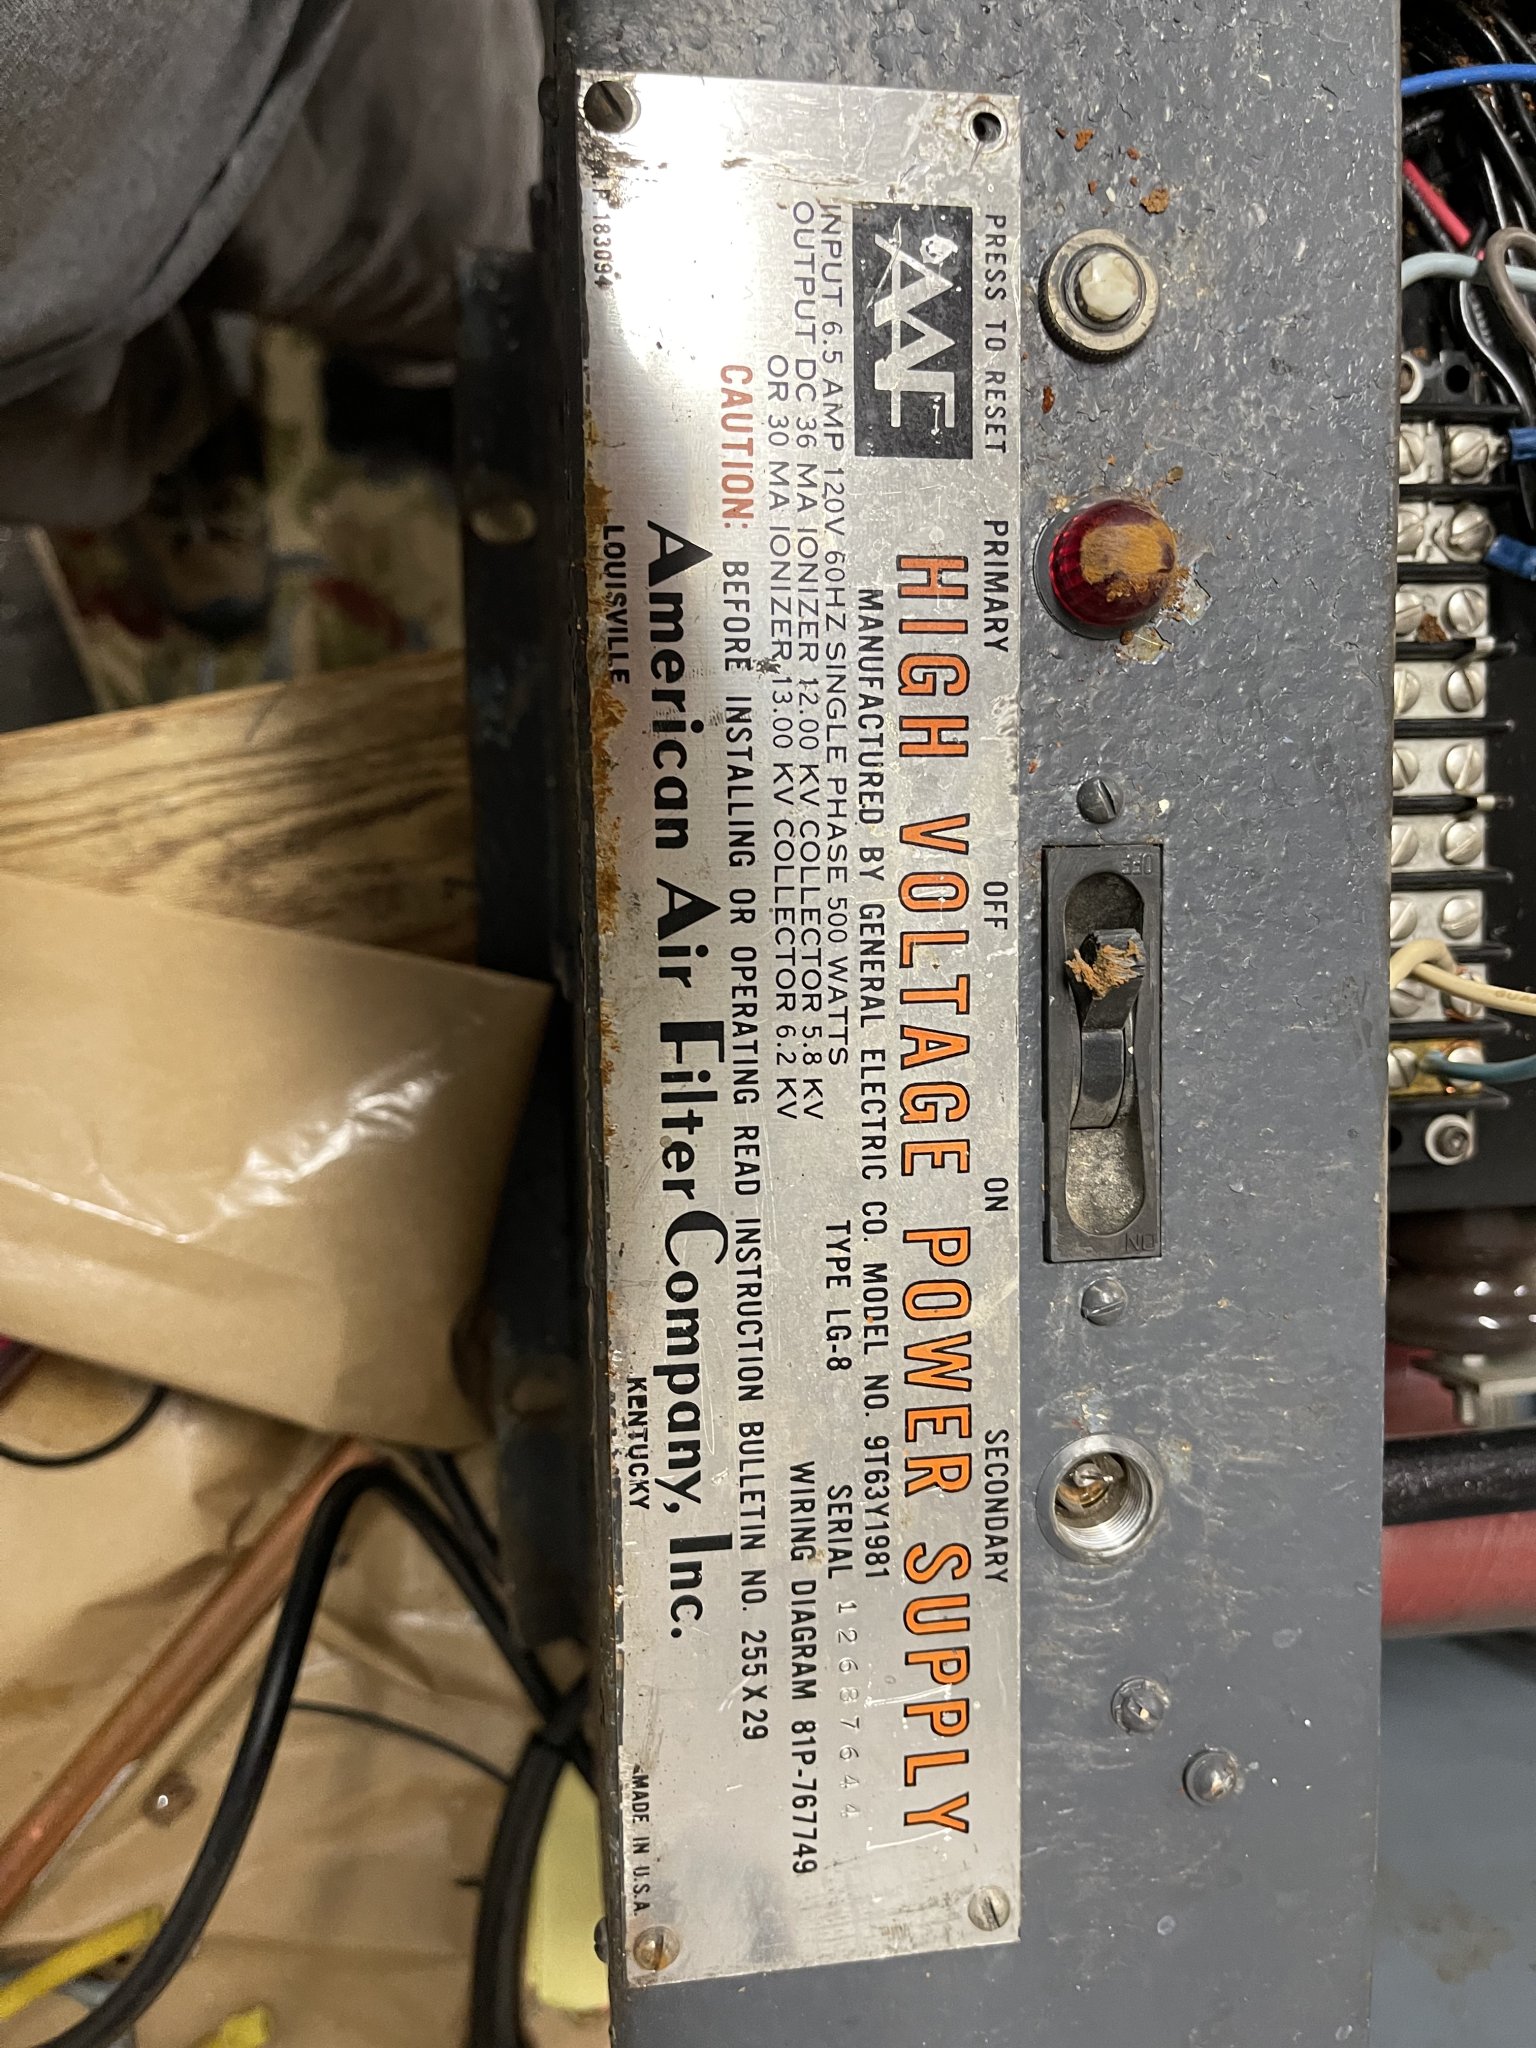 PRESS TO RESET PRIMARY OFF ON SECONDARY
OFF ON
AAF
HIGH VOLTAGE POWER SUPPLY
MANUFACTURED BY GENERAL ELECTRIC CO. MODEL NO. 9T63Y1981
INPUT 6.5 AMP 120V 60HZ SINGLE PHASE 500 WATTS TYPE LG-8 SERIAL 12687644
OUTPUT DC 36 MA IONIZER 12.00 KV COLLECTOR 5.8 KV
OR 30 MA IONIZER 13.00 KV COLLECTOR 6.2 KV WIRING DIAGRAM 81P-767749
CAUTION: BEFORE INSTALLING OR OPERATING READ INSTRUCTION BULLETIN NO. 255X29
American Air Filter Company, Inc.
LOUISVILLE KENTUCKY
P 183094 MADE IN U.S.A.